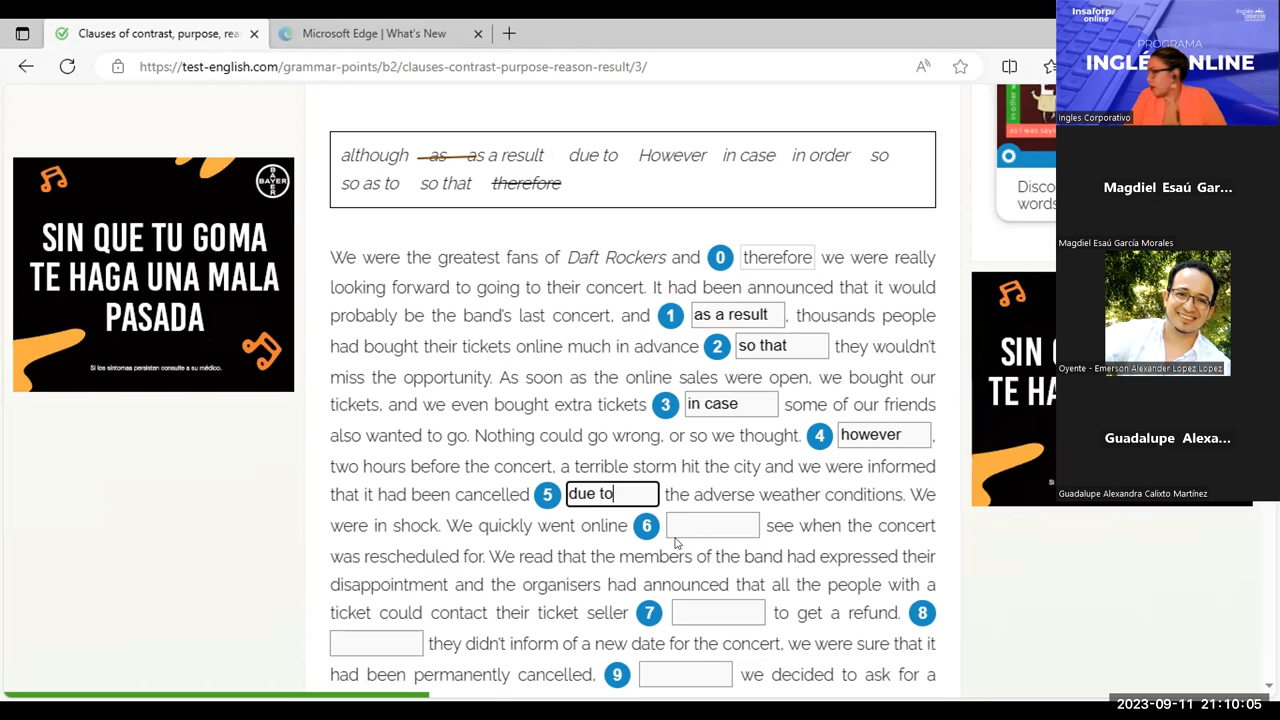 Clauses of contrast, purpose, rea
Microsoft Edge | What's New
https://test-english.com/grammar-points/b2/clauses-contrast-purpose-reason-result/3/
although as as a result due to However in case in order so
so as to so that therefore
We were the greatest fans of Daft Rockers and 0 therefore we were really
looking forward to going to their concert. It had been announced that it would
probably be the band's last concert, and 1 as a result , thousands people
had bought their tickets online much in advance 2 so that they wouldn't
miss the opportunity. As soon as the online sales were open, we bought our
tickets, and we even bought extra tickets 3 in case some of our friends
also wanted to go. Nothing could go wrong, or so we thought. 4 however ,
two hours before the concert, a terrible storm hit the city and we were informed
that it had been cancelled 5 due to the adverse weather conditions. We
were in shock. We quickly went online 6 see when the concert
was rescheduled for. We read that the members of the band had expressed their
disappointment and the organisers had announced that all the people with a
ticket could contact their ticket seller 7 to get a refund. 8
they didn't inform of a new date for the concert, we were sure that it
had been permanently cancelled, 9 we decided to ask for a
BAYER
SIN QUE TU GOMA
TE HAGA UNA MALA
PASADA
Si los síntomas persisten consulte a su médico.
in other w
as I was sayi
Disco
words
SIN
TE HA
Insaforp
online
PROGRAMA
INGLÉS ONLINE
Ingles Corporativo
Magdiel Esaú Gar...
Magdiel Esaú García Morales
Oyente - Emerson Alexander Lopez Lopez
Guadalupe Alexa...
Guadalupe Alexandra Calixto Martínez
2023-09-11 21:10:05